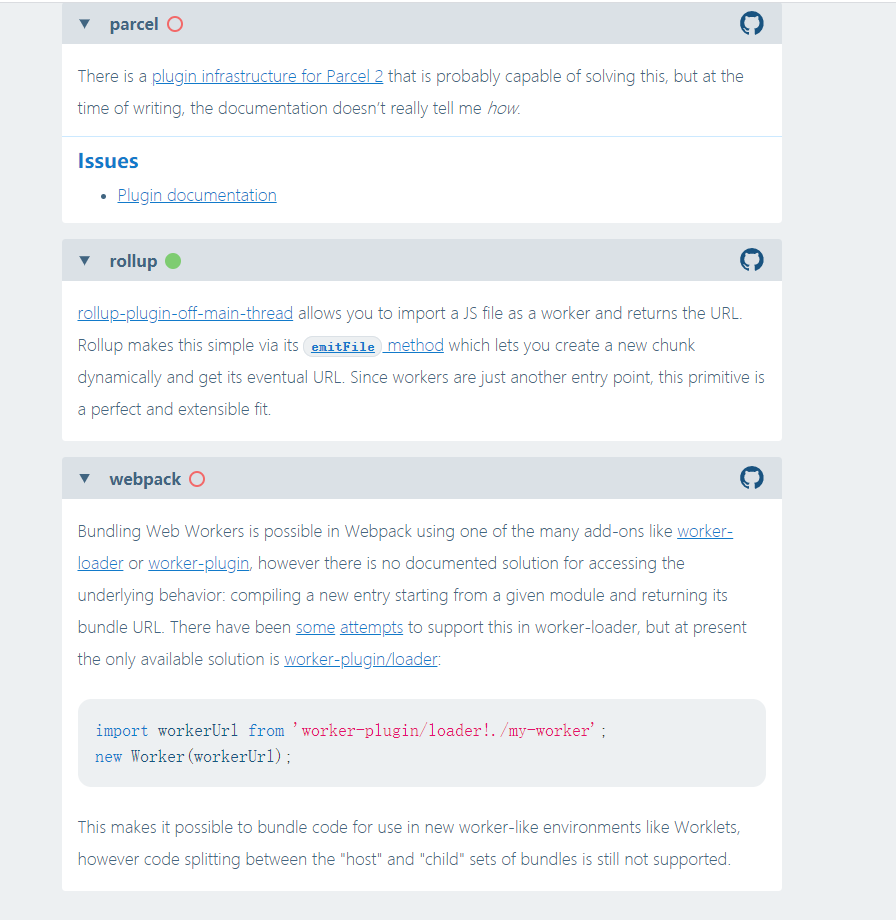 parcel
There is a plugin infrastructure for Parcel 2 that is probably capable of solving this, but at the
time of writing, the documentation doesn’t really tell me how.
Issues
Plugin documentation
rollup
rollup-plugin-off-main-thread allows you to import a JS file as a worker and returns the URL.
Rollup makes this simple via its emitFile method which lets you create a new chunk
dynamically and get its eventual URL. Since workers are just another entry point, this primitive is
a perfect and extensible fit.
webpack
Bundling Web Workers is possible in Webpack using one of the many add-ons like worker-
loader or worker-plugin, however there is no documented solution for accessing the
underlying behavior: compiling a new entry starting from a given module and returning its
bundle URL. There have been some attempts to support this in worker-loader, but at present
the only available solution is worker-plugin/loader:
import workerUrl from 'worker-plugin/loader!./my-worker';
new Worker(workerUrl);
This makes it possible to bundle code for use in new worker-like environments like Worklets,
however code splitting between the "host" and "child" sets of bundles is still not supported.